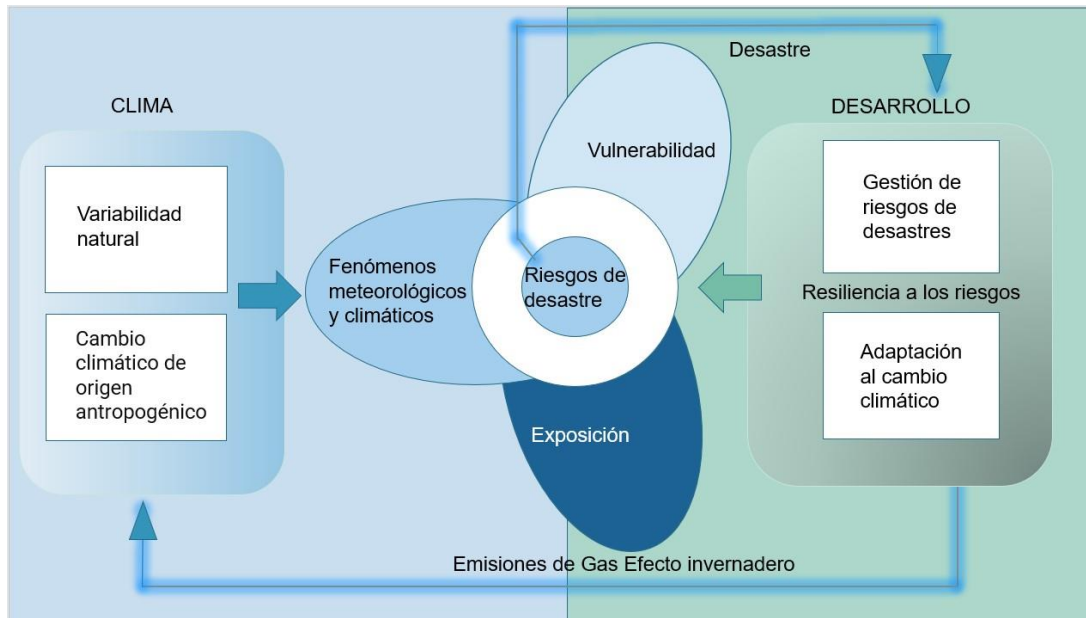 Desastre
CLIMA
DESARROLLO
Variabilidad
natural
Cambio
climático de
origen
antropogénico
Fenómenos
meteorológicos
y climáticos
Vulnerabilidad
Riesgos de
desastre
Exposición
Gestión de
riesgos de
desastres
Resiliencia a los riesgos
Adaptación
al cambio
climático
Emisiones de Gas Efecto invernadero